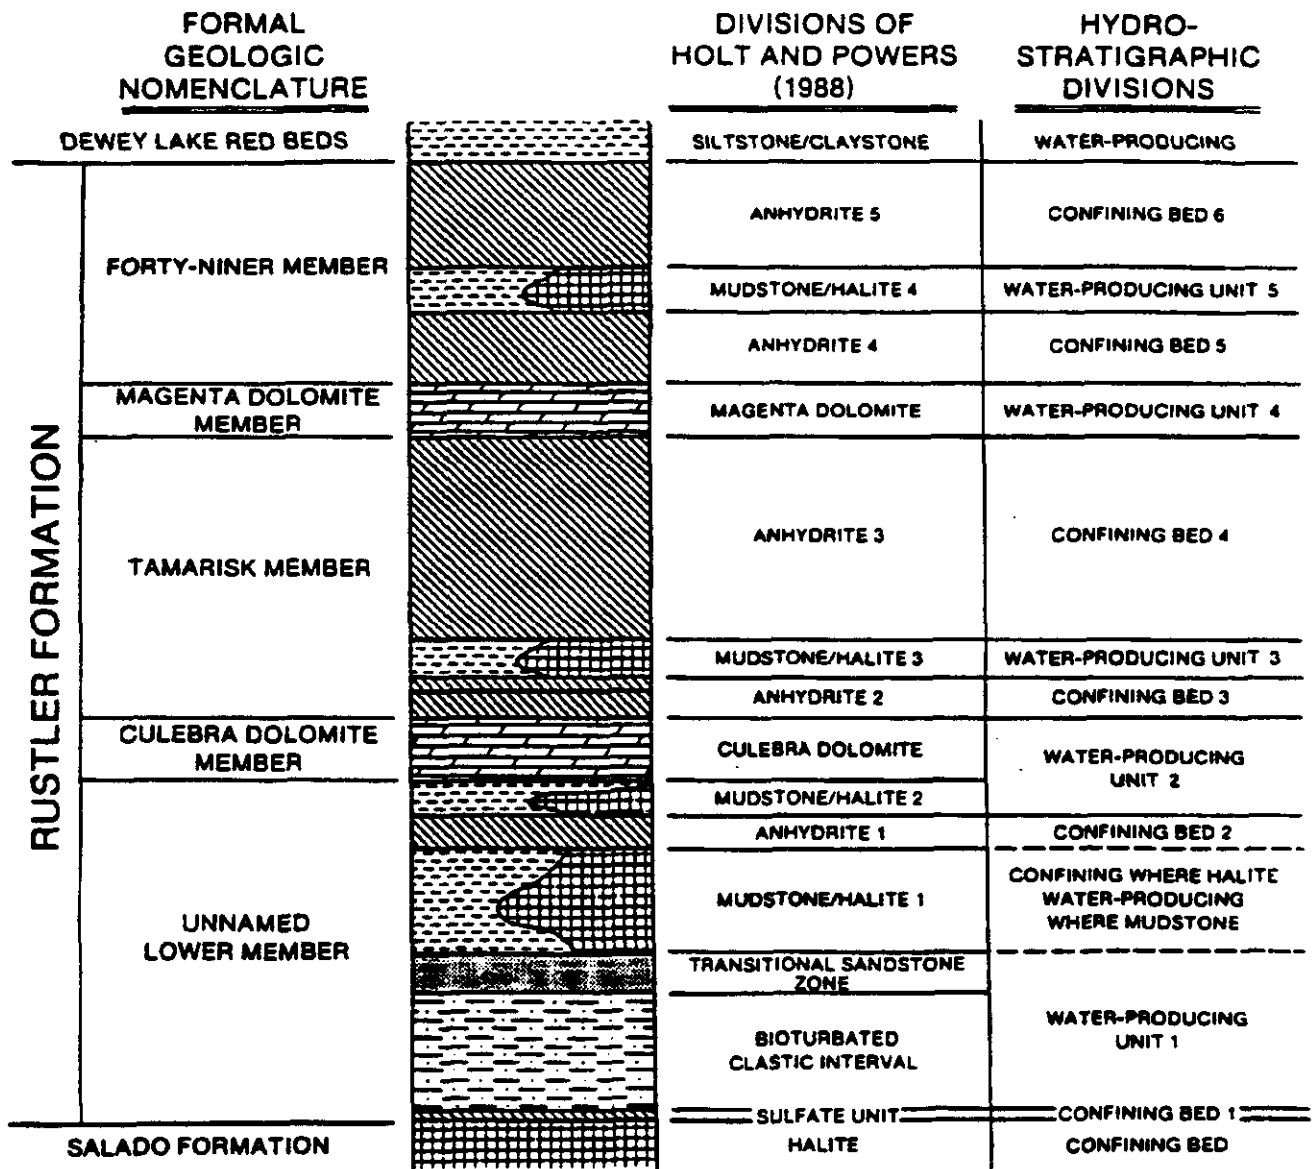 FORMAL
GEOLOGIC
NOMENCLATURE
DIVISIONS OF
HOLT AND POWERS
(1988)
HYDRO-
STRATIGRAPHIC
DIVISIONS
DEWEY LAKE RED BEDS
SILTSTONE/CLAYSTONE
WATER-PRODUCING
RUSTLER FORMATION
FORTY-NINER MEMBER
ANHYDRITE 5
CONFINING BED 6
MUDSTONE/HALITE 4
WATER-PRODUCING UNIT 5
ANHYDRITE 4
CONFINING BED 5
MAGENTA DOLOMITE
MEMBER
MAGENTA DOLOMITE
WATER-PRODUCING UNIT 4
TAMARISK MEMBER
ANHYDRITE 3
CONFINING BED 4
MUDSTONE/HALITE 3
WATER-PRODUCING UNIT 3
ANHYDRITE 2
CONFINING BED 3
CULEBRA DOLOMITE
MEMBER
CULEBRA DOLOMITE
WATER-PRODUCING
UNIT 2
MUDSTONE/HALITE 2
ANHYDRITE 1
CONFINING BED 2
UNNAMED
LOWER MEMBER
MUDSTONE/HALITE 1
CONFINING WHERE HALITE
WATER-PRODUCING
WHERE MUDSTONE
TRANSITIONAL SANDSTONE
ZONE
BIOTURBATED
CLASTIC INTERVAL
WATER-PRODUCING
UNIT 1
SULFATE UNIT
CONFINING BED 1
SALADO FORMATION
HALITE
CONFINING BED